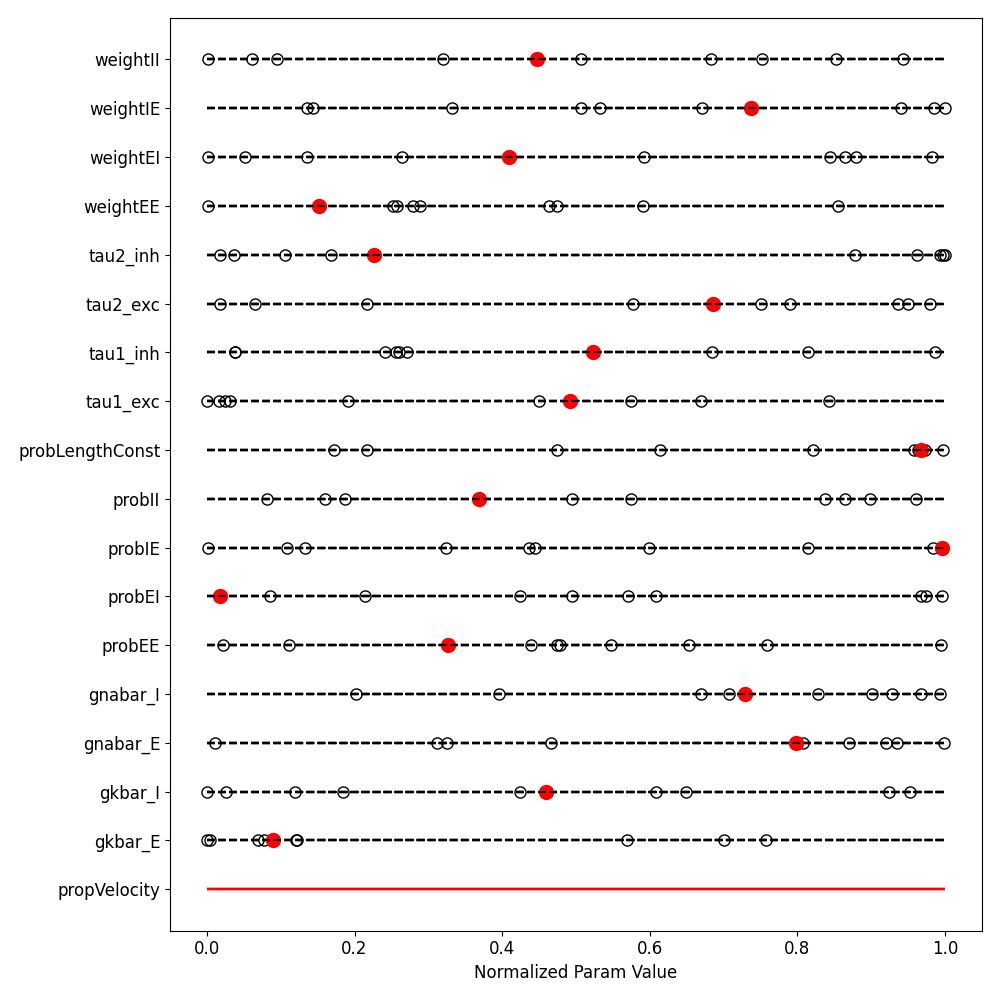 weightII
weightIE
weightEI
weightEE
tau2_inh
tau2_exc
tau1_inh
tau1_exc
probLengthConst
probII
probIE
probEI
probEE
gnabar_I
gnabar_E
gkbar_I
gkbar_E
propVelocity
0.0 0.2 0.4 0.6 0.8 1.0
Normalized Param Value